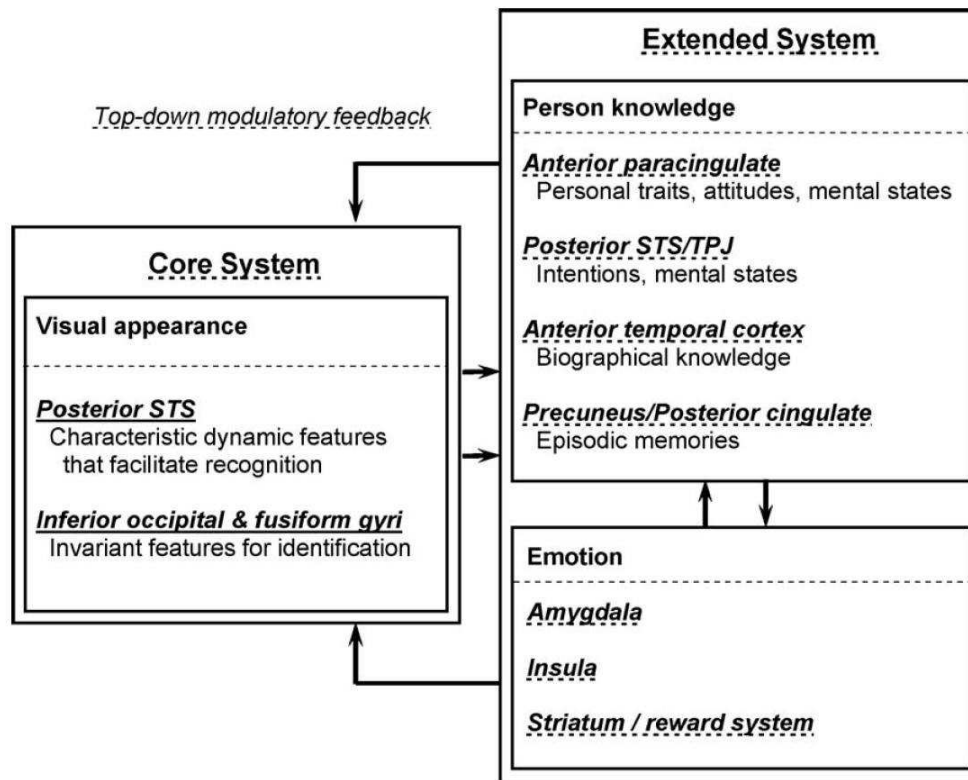 Extended System
Top-down modulatory feedback
Person knowledge
Anterior paracingulate
Personal traits, attitudes, mental states
Posterior STS/TPJ
Intentions, mental states
Anterior temporal cortex
Biographical knowledge
Precuneus/Posterior cingulate
Episodic memories
Core System
Visual appearance
Posterior STS
Characteristic dynamic features
that facilitate recognition
Inferior occipital & fusiform gyri
Invariant features for identification
Emotion
Amygdala
Insula
Striatum / reward system